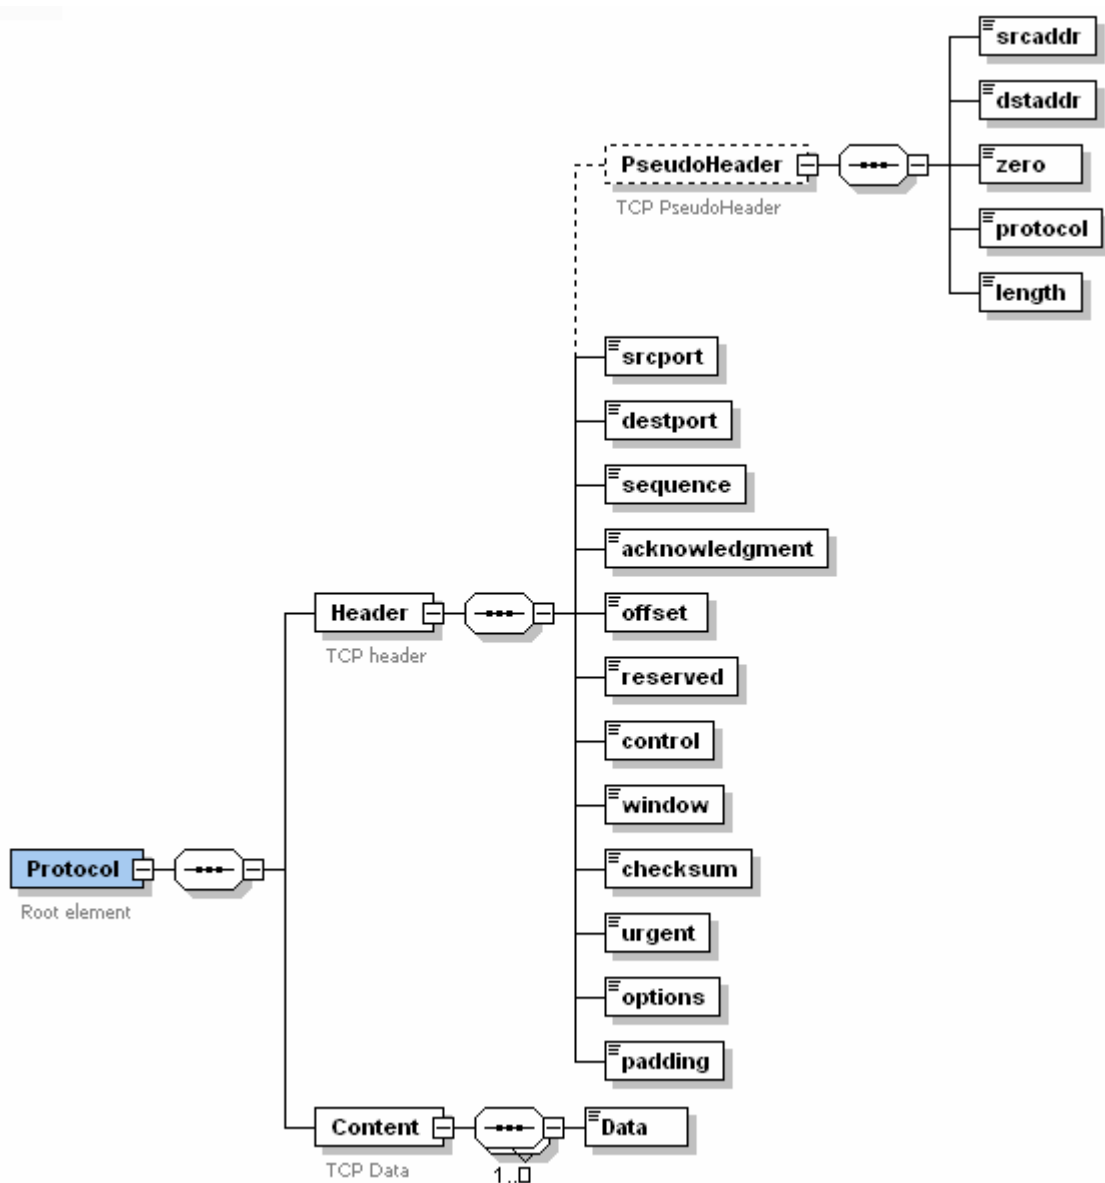 srcaddr
dstaddr
PseudoHeader
zero
TCP PseudoHeader
protocol
length
srcport
destport
sequence
acknowledgment
offset
Header
TCP header
reserved
control
window
checksum
Protocol
Root element
urgent
options
padding
Content
Data
TCP Data
1..